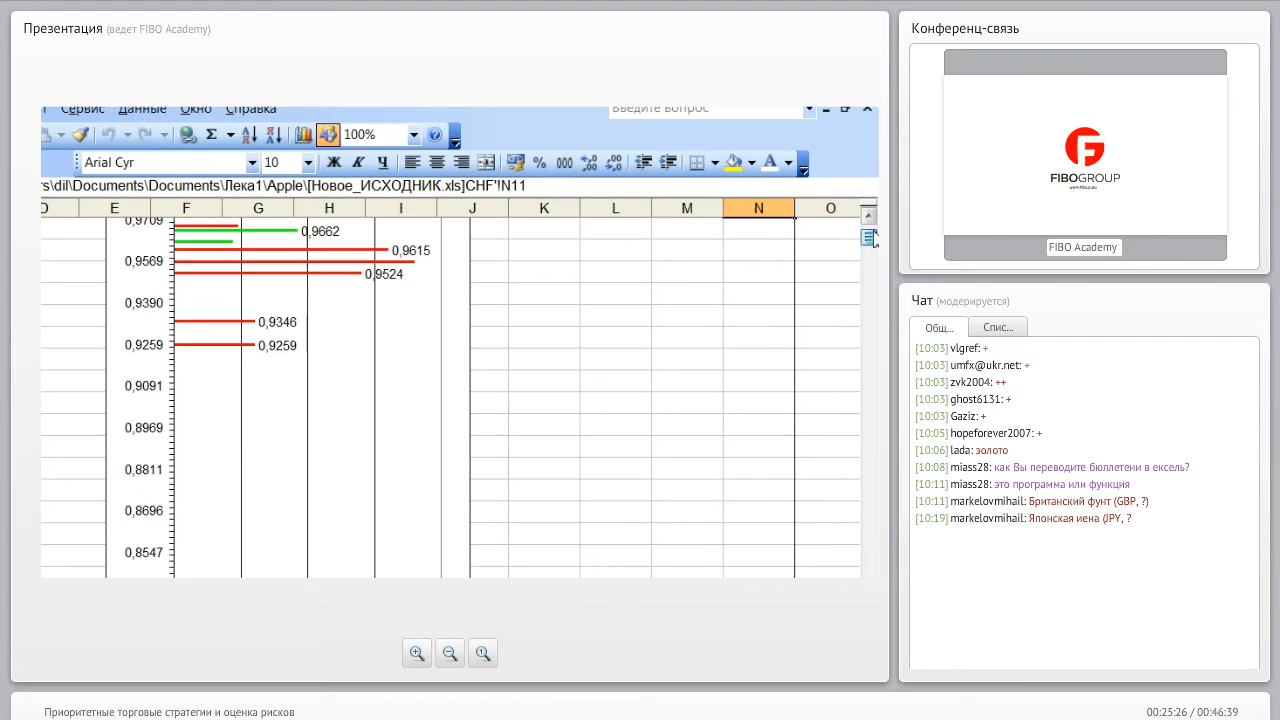 Презентация (ведет FIBO Academy)
Сервис Данные Окно Справка
Введите вопрос
100%
Arial Cyr 10 Ж К Ч % 000
rs\dil\Documents\Documents\Лека1\Apple\[Новое_ИСХОДНИК.xls]CHF'!N11
D E F G H I J K L M N O
0,9709
0,9662
0,9615
0,9569
0,9524
0,9390
0,9346
0,9259
0,9259
0,9091
0,8969
0,8811
0,8696
0,8547
Конференц-связь
FIBOGROUP
www.fibo.group
FIBO Academy
Чат (модерируется)
Общ... Спис...
[10:03] vlgref: +
[10:03] umfx@ukr.net: +
[10:03] zvk2004: ++
[10:03] ghost6131: +
[10:03] Gaziz: +
[10:05] hopeforever2007: +
[10:06] lada: золото
[10:08] miass28: как Вы переводите бюллетени в ексель?
[10:11] miass28: это программа или функция
[10:11] markelovmihail: Британский фунт (GBP, ?)
[10:19] markelovmihail: Японская иена (JPY, ?
Приоритетные торговые стратегии и оценка рисков
00:25:26 / 00:46:39